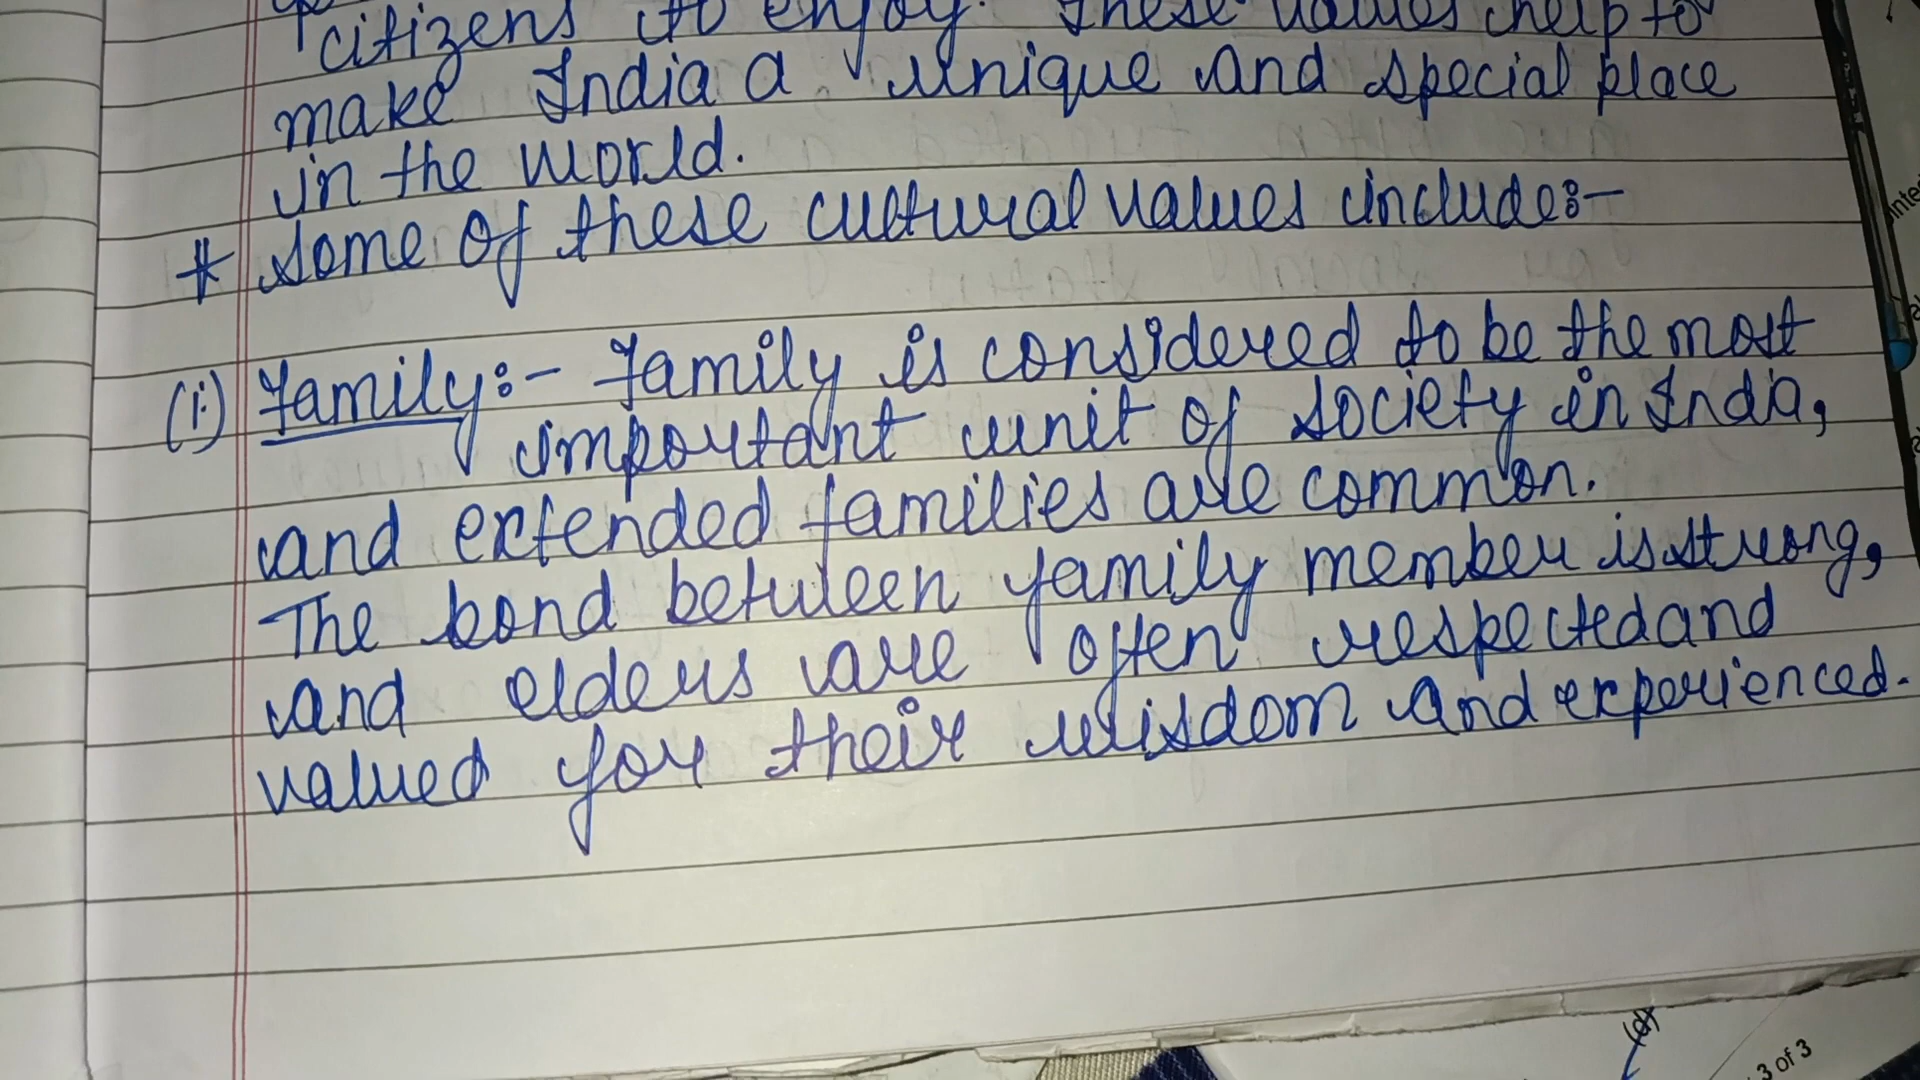 citizens to enjoy. These values help to
make India a unique and special place
in the world.
* Some of these cultural values include:-
(i) Family:- Family is considered to be the most
important unit of society in India,
and extended families are common.
The bond between family member is strong,
and elders are often respected and
valued for their wisdom and experienced.
(d)
3 of 3